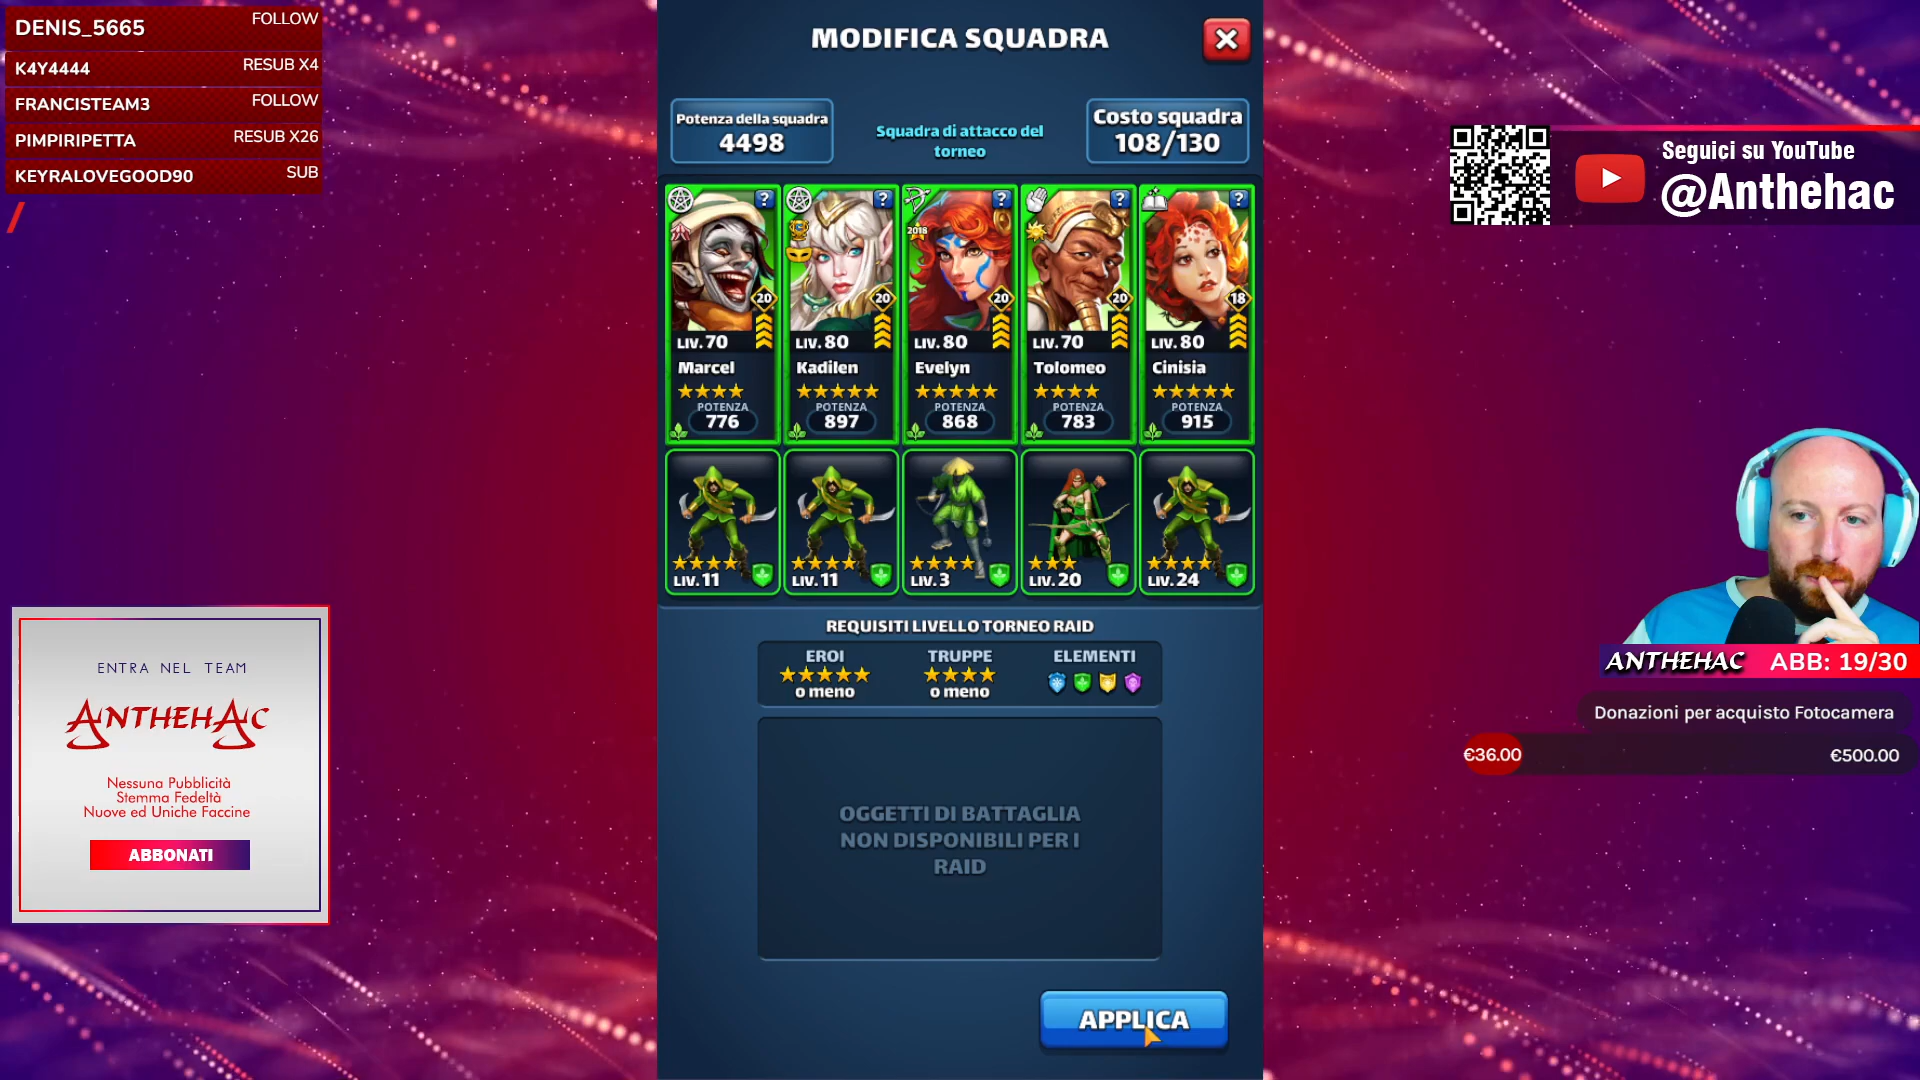 DENIS_5665 FOLLOW
K4Y4444 RESUB X4
FRANCISTEAM3 FOLLOW
PIMPIRIPETTA RESUB X26
KEYRALOVEGOOD90 SUB
/
ENTRA NEL TEAM
ANTHEHAC
Nessuna Pubblicità
Stemma Fedeltà
Nuove ed Uniche Faccine
ABBONATI
MODIFICA SQUADRA
Potenza della squadra
4498
Squadra di attacco del
torneo
Costo squadra
108/130
? ? ? ? ?
2018
20 20 20 20 18
LIV. 70 LIV. 80 LIV. 80 LIV. 70 LIV. 80
Marcel Kadilen Evelyn Tolomeo Cinisia
POTENZA POTENZA POTENZA POTENZA POTENZA
776 897 868 783 915
LIV. 11 LIV. 11 LIV. 3 LIV. 20 LIV. 24
REQUISITI LIVELLO TORNEO RAID
EROI TRUPPE ELEMENTI
o meno o meno
OGGETTI DI BATTAGLIA
NON DISPONIBILI PER I
RAID
APPLICA
Seguici su YouTube
@Anthehac
ANTHEHAC ABB: 19/30
Donazioni per acquisto Fotocamera
€36.00 €500.00